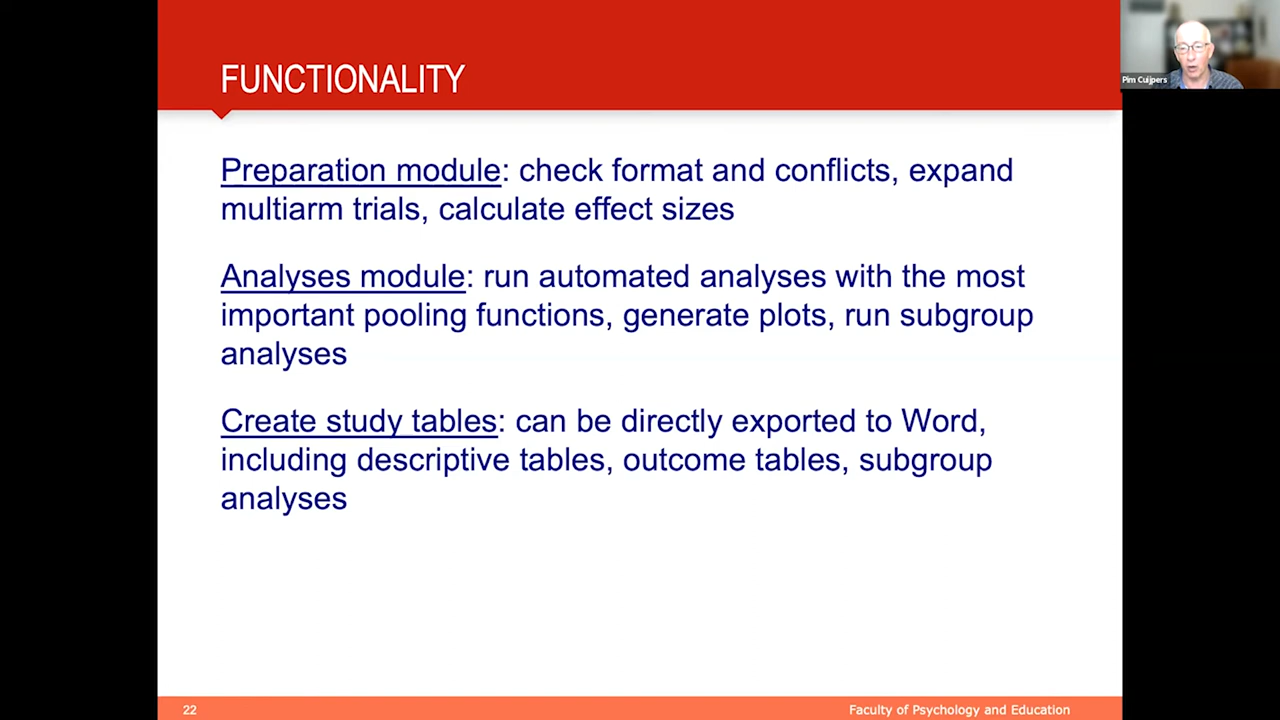 FUNCTIONALITY
Pim Cuijpers
Preparation module: check format and conflicts, expand
multiarm trials, calculate effect sizes
Analyses module: run automated analyses with the most
important pooling functions, generate plots, run subgroup
analyses
Create study tables: can be directly exported to Word,
including descriptive tables, outcome tables, subgroup
analyses
22
Faculty of Psychology and Education